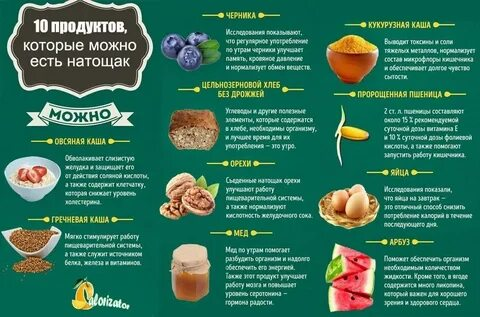 10 продуктов,
которые можно
есть натощак
МОЖНО
ОВСЯНАЯ КАША
Обволакивает слизистую
желудка и защищает его
от действия соляной кислоты,
а также содержит клетчатку,
которая снижает уровень
холестерина.
ГРЕЧНЕВАЯ КАША
Мягко стимулирует работу
пищеварительной системы,
а также служит источником
белка, железа и витаминов.
Calorizator
ЧЕРНИКА
Исследования показывают,
что регулярное употребление
по утрам черники улучшает
память, кровяное давление
и нормализует обмен веществ.
ЦЕЛЬНОЗЕРНОВОЙ ХЛЕБ
БЕЗ ДРОЖЖЕЙ
Углеводы и другие полезные
элементы, которые содержатся
в хлебе, необходимы организму,
и лучшее время для их
употребления – это утро.
ОРЕХИ
Съеденные натощак орехи
улучшают работу
пищеварительной системы,
а также нормализуют
кислотность желудочного сока.
МЕД
Мед по утрам помогает
разбудить организм и надолго
обеспечить его энергией.
Также этот продукт улучшает
работу мозга и повышает
уровень серотонина –
гормона радости.
КУКУРУЗНАЯ КАША
Выводит токсины и соли
тяжелых металлов, нормализует
состав микрофлоры кишечника
и обеспечивает долгое чувство
сытости.
ПРОРОЩЕННАЯ ПШЕНИЦА
2 ст. л. пшеницы составляют
около 15 % рекомендуемой
суточной дозы витамина Е
и 10 % суточной дозы фолиевой
кислоты, а также помогают
запустить работу кишечника.
ЯЙЦА
Исследования показали,
что яйца на завтрак –
это отличный способ снизить
потребление калорий в течение
последующего дня.
АРБУЗ
Поможет обеспечить организм
необходимым количеством
жидкости. Кроме того, в ягоде
содержится много ликопина,
который важен для хорошего
зрения и здорового сердца.